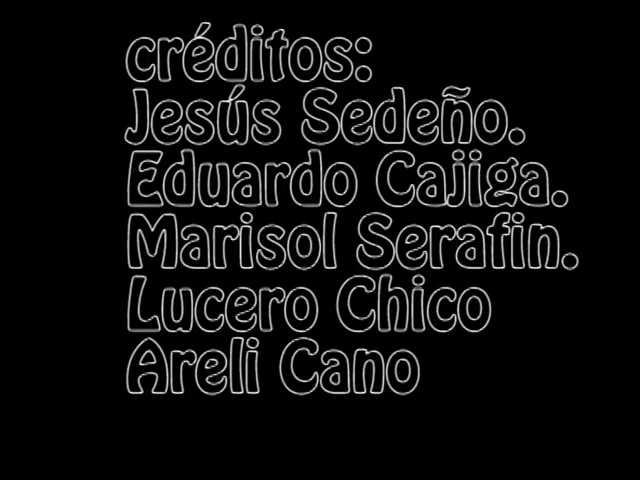 créditos:
Jesús Sedeño.
Eduardo Cajiga.
Marisol Serafin.
Lucero Chico
Areli Cano